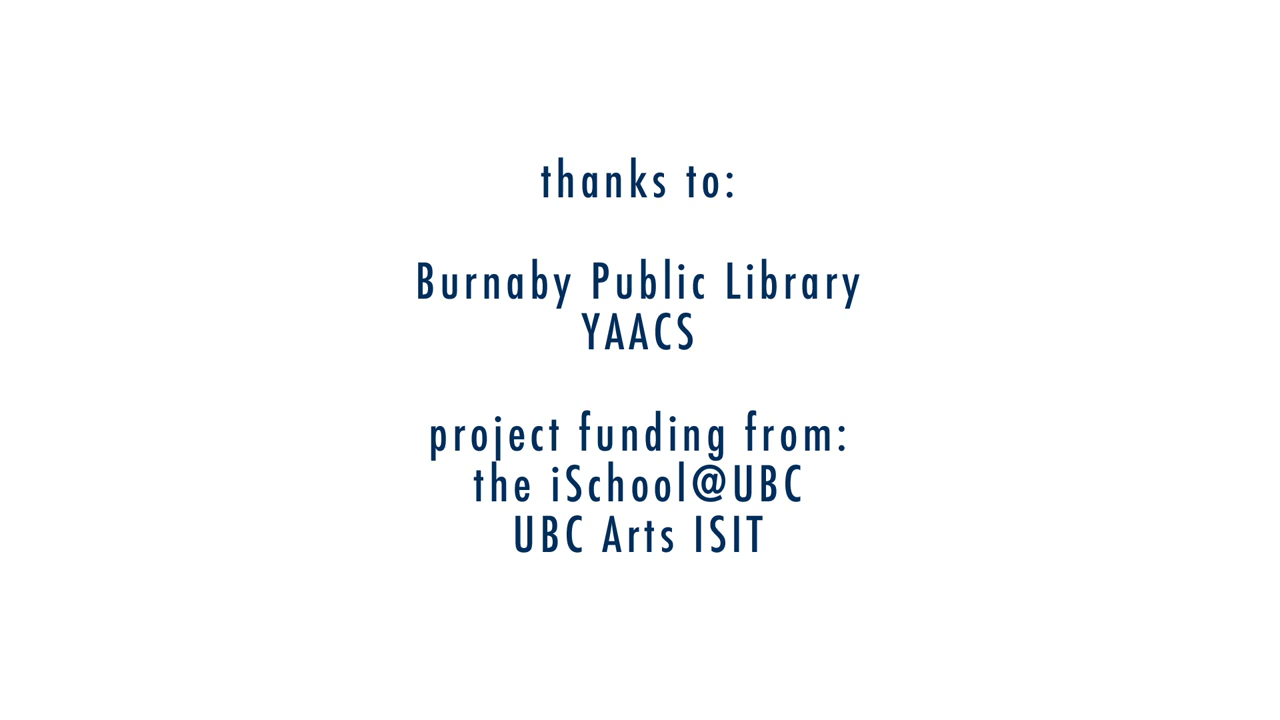 thanks to:
Burnaby Public Library
YAACS
project funding from:
the iSchool@UBC
UBC Arts ISIT